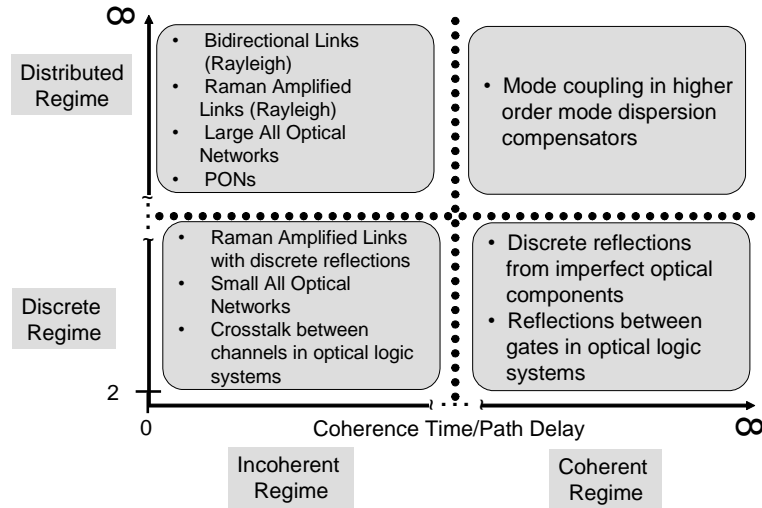 ∞
Distributed
Regime
• Bidirectional Links
(Rayleigh)
• Raman Amplified
Links (Rayleigh)
• Large All Optical
Networks
• PONs
• Mode coupling in higher
order mode dispersion
compensators
Discrete
Regime
• Raman Amplified Links
with discrete reflections
• Small All Optical
Networks
• Crosstalk between
channels in optical logic
systems
• Discrete reflections
from imperfect optical
components
• Reflections between
gates in optical logic
systems
2
0
Coherence Time/Path Delay
∞
Incoherent
Regime
Coherent
Regime